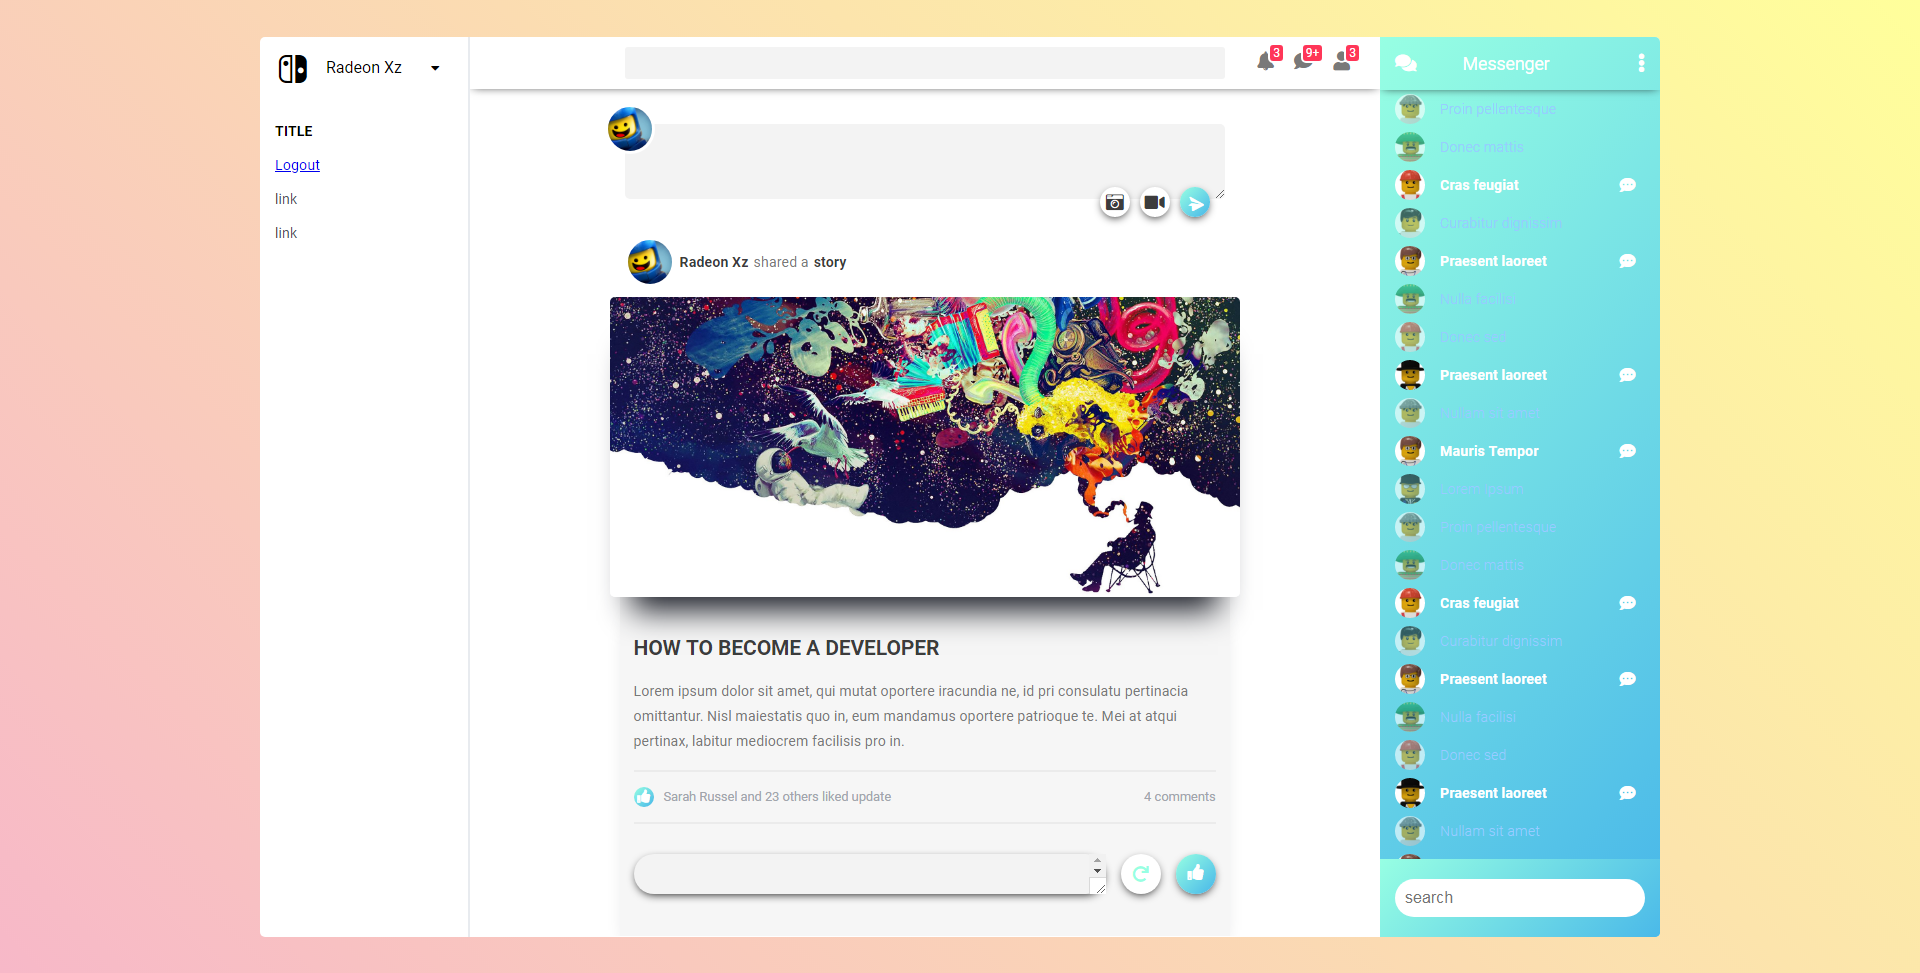 Radeon Xz
TITLE
Logout
link
link
3
9+
3
Radeon Xz shared a story
HOW TO BECOME A DEVELOPER
Lorem ipsum dolor sit amet, qui mutat oportere iracundia ne, id pri consulatu pertinacia
omittantur. Nisl maiestatis quo in, eum mandamus oportere patrioque te. Mei at atqui
pertinax, labitur mediocrem facilisis pro in.
Sarah Russel and 23 others liked update
4 comments
Messenger
Proin pellentesque
Donec mattis
Cras feugiat
Curabitur dignissim
Praesent laoreet
Nulla facilisi
Donec sed
Praesent laoreet
Mauris Tempor
Proin pellentesque
Donec mattis
Cras feugiat
Curabitur dignissim
Praesent laoreet
Nulla facilisi
Donec sed
Praesent laoreet
Nullam sit amet
search